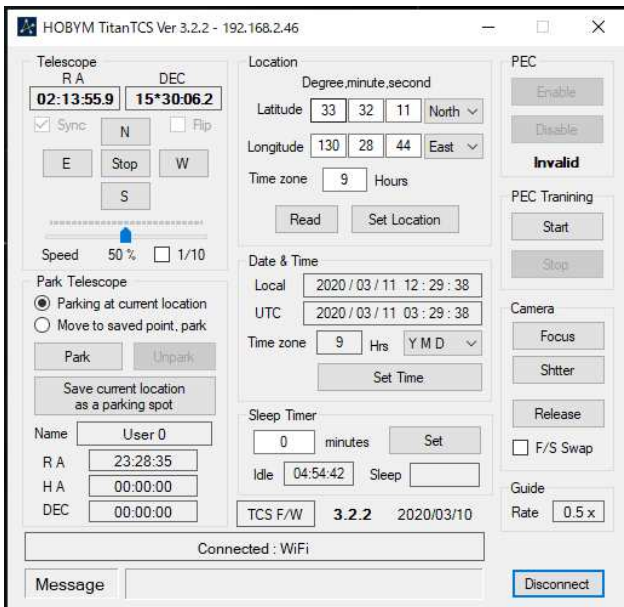 HOBYM TitanTCS Ver 3.2.2 - 192.168.2.46
Telescope
R A DEC
02:13:55.9 15*30:06.2
Sync N Flip
E Stop W
S
Speed 50 % 1/10
Park Telescope
Parking at current location
Move to saved point, park
Park Unpark
Save current location
as a parking spot
Name User 0
R A 23:28:35
H A 00:00:00
DEC 00:00:00
Location
Degree,minute,second
Latitude 33 32 11 North
Longitude 130 28 44 East
Time zone 9 Hours
Read Set Location
Date & Time
Local 2020 / 03 / 11 12 : 29 : 38
UTC 2020 / 03 / 11 03 : 29 : 38
Time zone 9 Hrs Y M D
Set Time
Sleep Timer
0 minutes Set
Idle 04:54:42 Sleep
TCS F/W 3.2.2 2020/03/10
PEC
Enable
Disable
Invalid
PEC Tranining
Start
Stop
Camera
Focus
Shtter
Release
F/S Swap
Guide
Rate 0.5 x
Connected : WiFi
Message
Disconnect